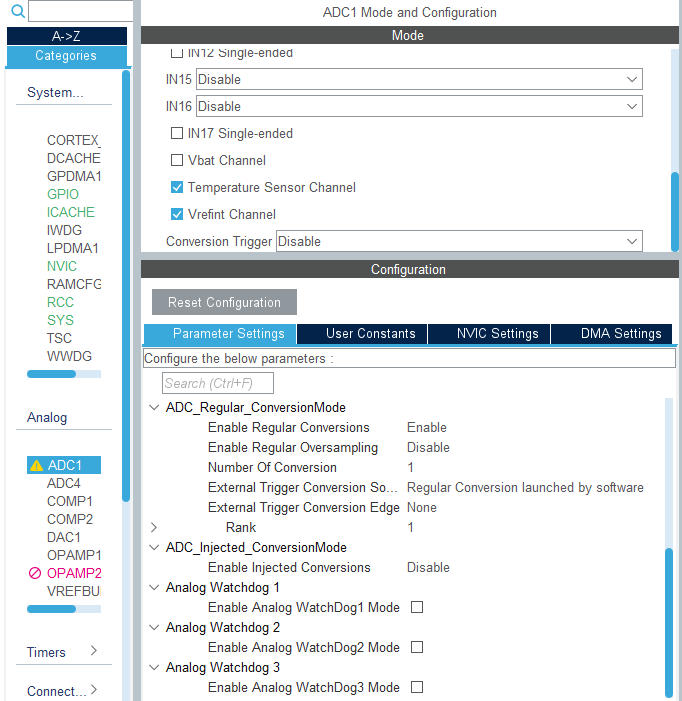 ADC1 Mode and Configuration
A->Z
Categories
System...
CORTEX_
DCACHE
GPDMA1
GPIO
ICACHE
IWDG
LPDMA1
NVIC
RAMCFG
RCC
SYS
TSC
WWDG
Analog
ADC1
ADC4
COMP1
COMP2
DAC1
OPAMP1
OPAMP2
VREFBU
Timers
Connect...
Mode
IN12 Single-ended
IN15 Disable
IN16 Disable
IN17 Single-ended
Vbat Channel
Temperature Sensor Channel
Vrefint Channel
Conversion Trigger Disable
Configuration
Reset Configuration
Parameter Settings User Constants NVIC Settings DMA Settings
Configure the below parameters :
Search (Ctrl+F)
ADC_Regular_ConversionMode
Enable Regular Conversions Enable
Enable Regular Oversampling Disable
Number Of Conversion 1
External Trigger Conversion So... Regular Conversion launched by software
External Trigger Conversion Edge None
Rank 1
ADC_Injected_ConversionMode
Enable Injected Conversions Disable
Analog Watchdog 1
Enable Analog WatchDog1 Mode
Analog Watchdog 2
Enable Analog WatchDog2 Mode
Analog Watchdog 3
Enable Analog WatchDog3 Mode